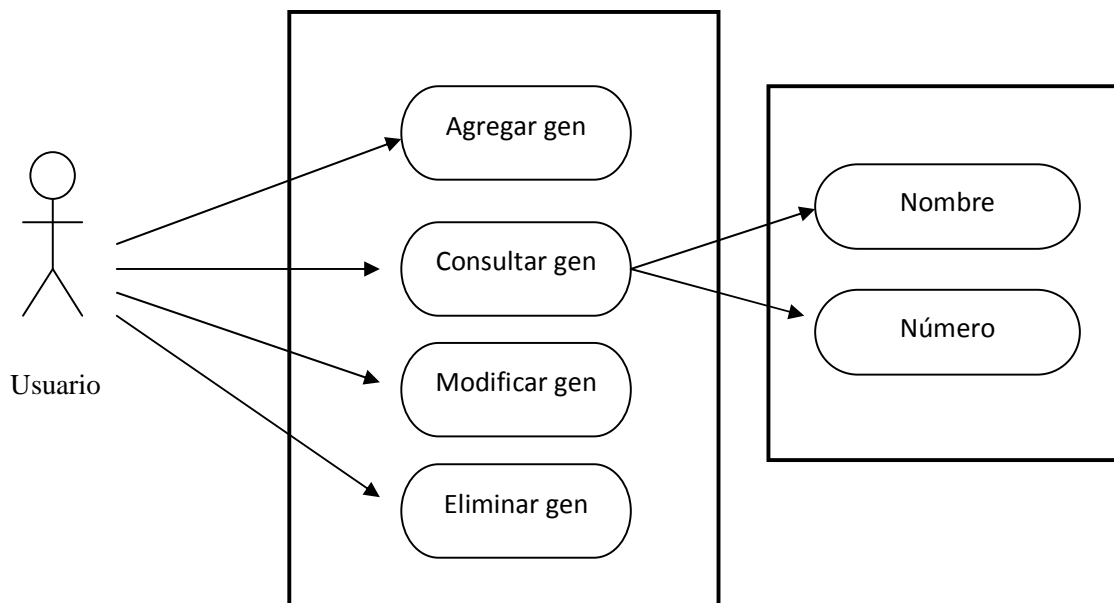 Agregar gen
Consultar gen
Modificar gen
Eliminar gen
Nombre
Número
Usuario